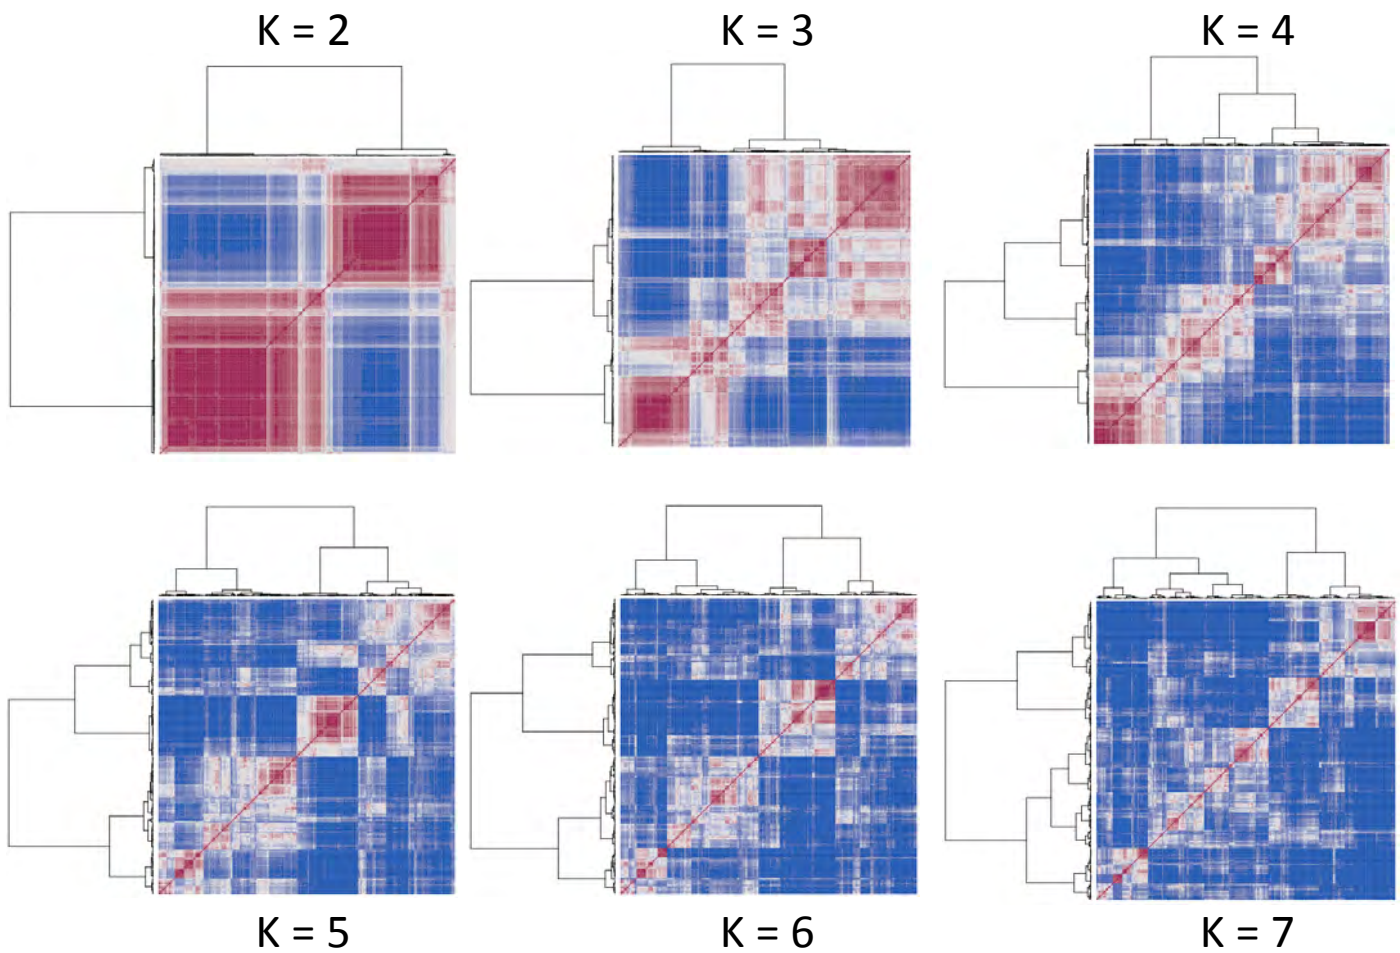 K = 2
K = 3
K = 4
K = 5
K = 6
K = 7